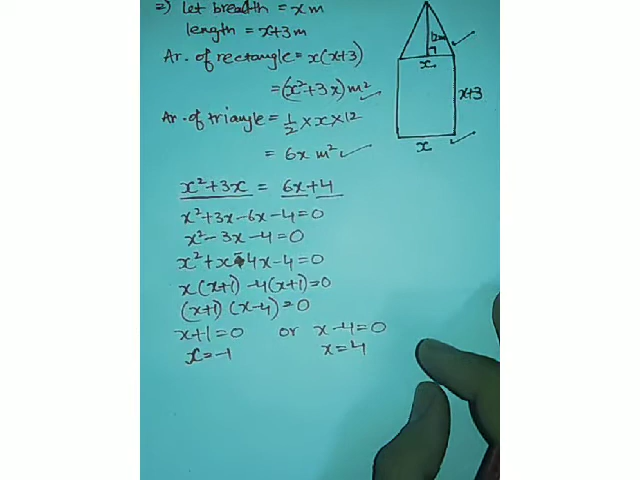 =) Let breadth = x m
length = x+3 m
Ar. of rectangle = x(x+3)
= (x²+3x) m²
Ar. of triangle = 1/2 × x × 12
= 6x m²
x²+3x = 6x+4
x²+3x-6x-4=0
x²-3x-4=0
x²+x-4x-4=0
x(x+1)-4(x+1)=0
(x+1)(x-4)=0
x+1=0 or x-4=0
x=-1 x=4
12m
x
x+3
x